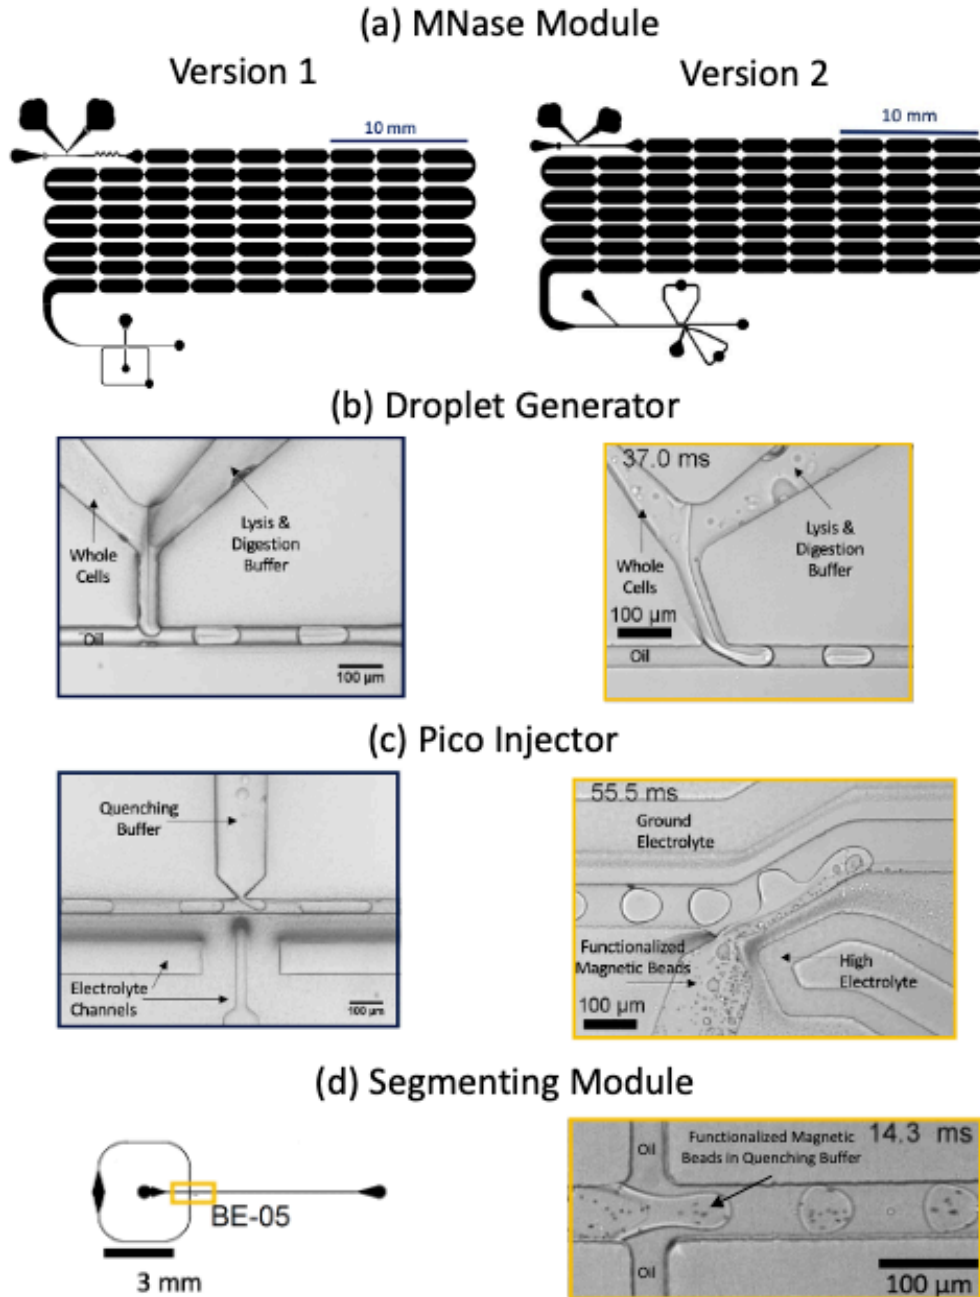 (a) MNase Module
Version 1
Version 2
10 mm
10 mm
(b) Droplet Generator
Whole
Cells
Lysis &
Digestion
Buffer
Oil
100 µm
37.0 ms
Whole
Cells
Lysis &
Digestion
Buffer
100 µm
Oil
(c) Pico Injector
Quenching
Buffer
Electrolyte
Channels
100 µm
55.5 ms
Ground
Electrolyte
Functionalized
Magnetic Beads
High
Electrolyte
100 µm
(d) Segmenting Module
BE-05
3 mm
Oil
Functionalized Magnetic
Beads in Quenching Buffer
14.3 ms
Oil
100 µm